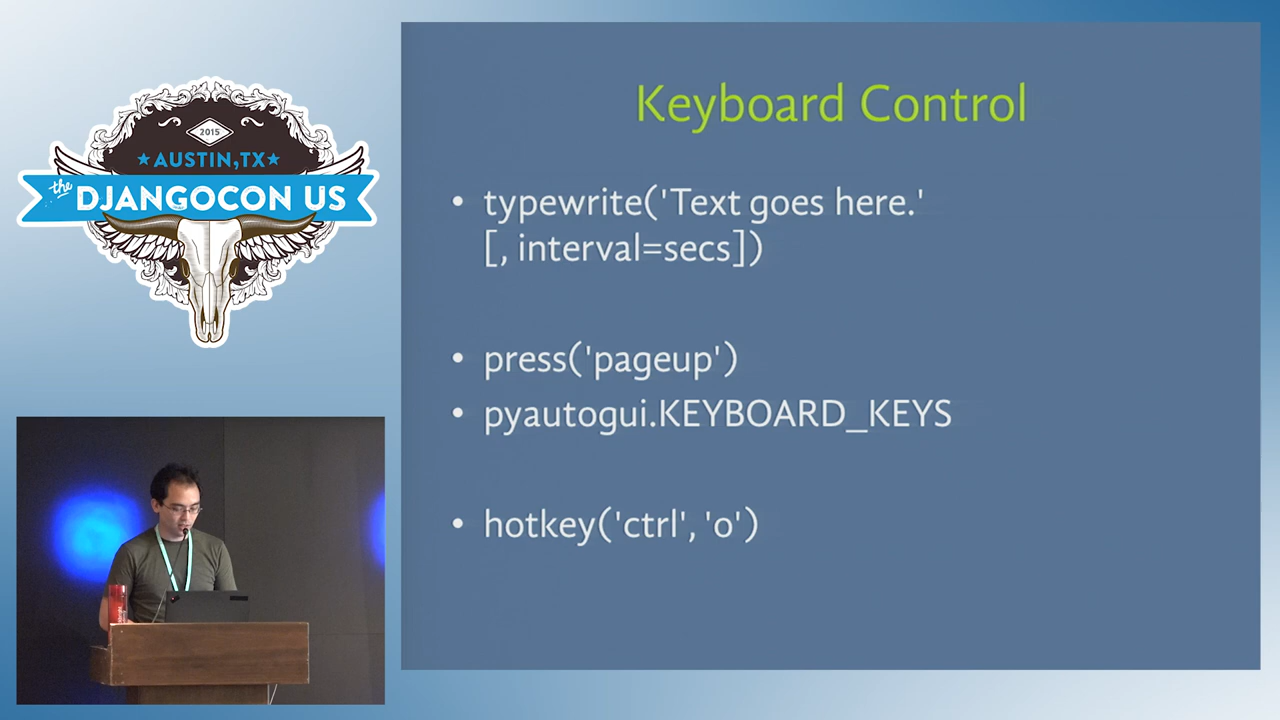 2015
AUSTIN, TX
the
DJANGOCON US
Keyboard Control
• typewrite('Text goes here.'
[, interval=secs])
• press('pageup')
• pyautogui.KEYBOARD_KEYS
• hotkey('ctrl', 'o')